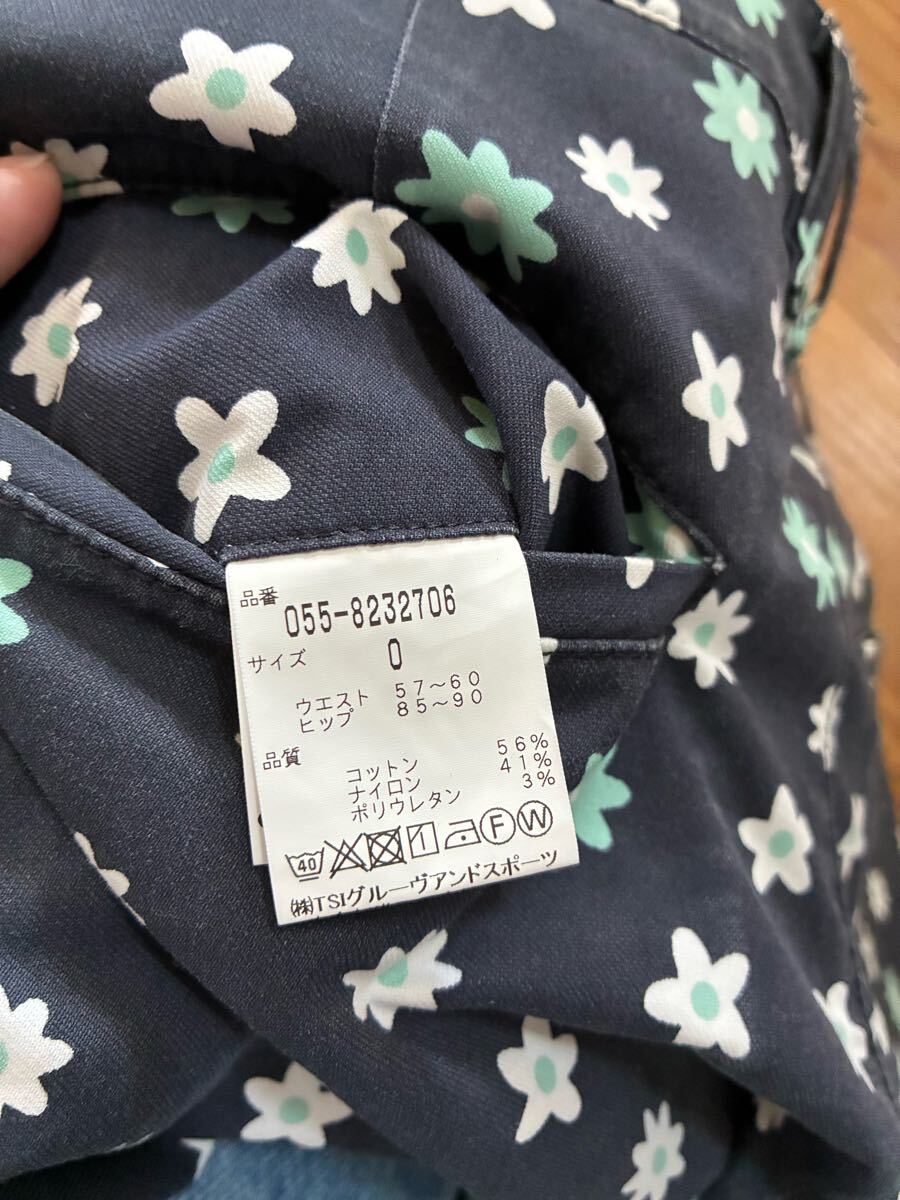 品番
055-8232706
サイズ 0
ウエスト 57~60
ヒップ 85~90
品質
コットン 56%
ナイロン 41%
ポリウレタン 3%
40 F W
㈱TSIグルーヴアンドスポーツ